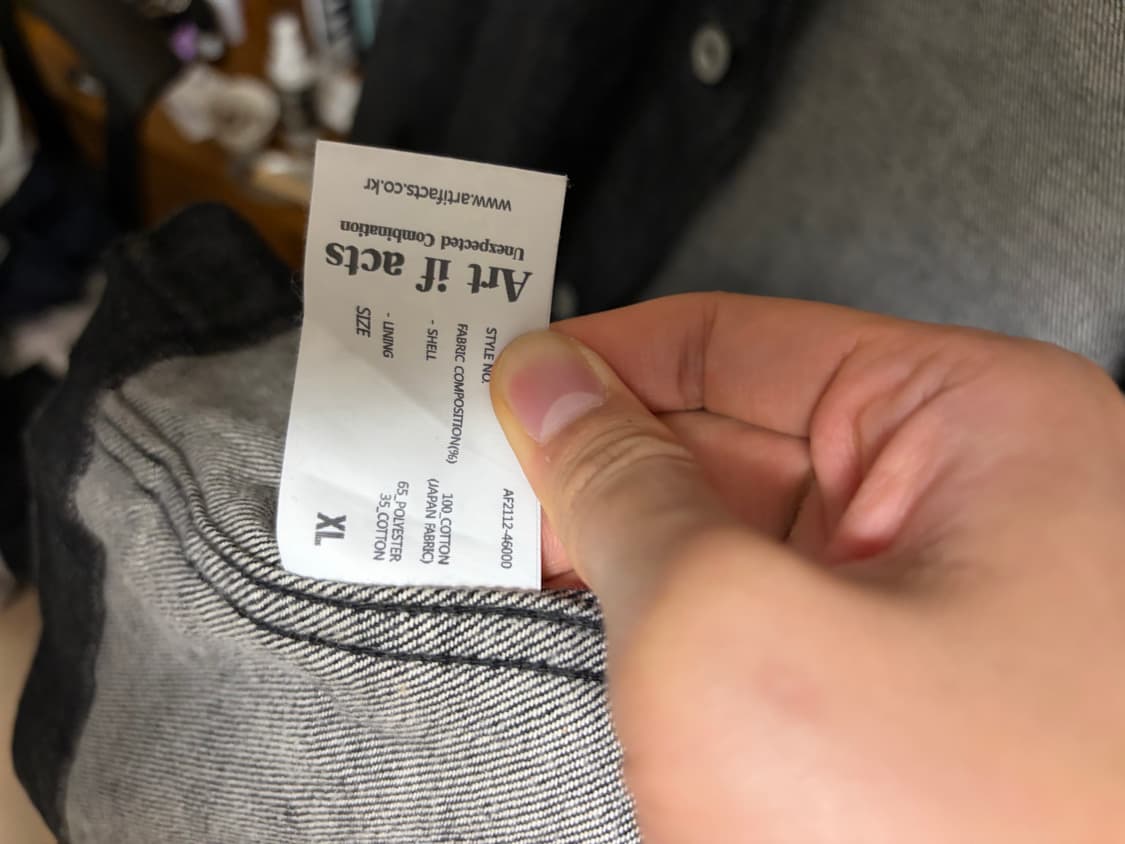 www.artifacts.co.kr
Unexpected Combination
Art if acts
STYLE NO. AF2112-46000
FABRIC COMPOSITION(%)
- SHELL 100_COTTON
(JAPAN FABRIC)
- LINING 65_POLYESTER
35_COTTON
SIZE XL